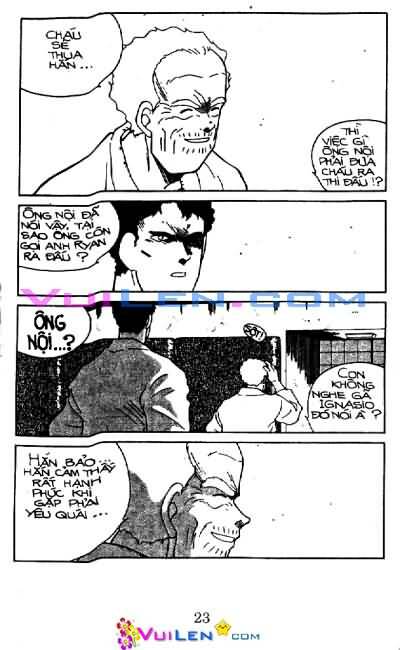 CHÁU
SẼ
THUA
HẮN ...
THÌ
VIỆC GÌ
ÔNG NỘI
PHẢI ĐƯA
CHÁU RA
THI ĐẤU !?
ÔNG NỘI ĐÃ
NÓI VẬY, TẠI
SAO ÔNG CÒN
GỌI ANH RYAN
RA ĐẤU ?
VUILEN.COM
ÔNG
NỘI...?
CON
KHÔNG
NGHE GÃ
IGNASIO
ĐÓ NÓI À ?
HẮN BẢO ...
HẮN CẢM THẤY
RẤT HẠNH
PHÚC KHI
GẶP PHẢI
YÊU QUÁI ...
23
VUILEN.COM